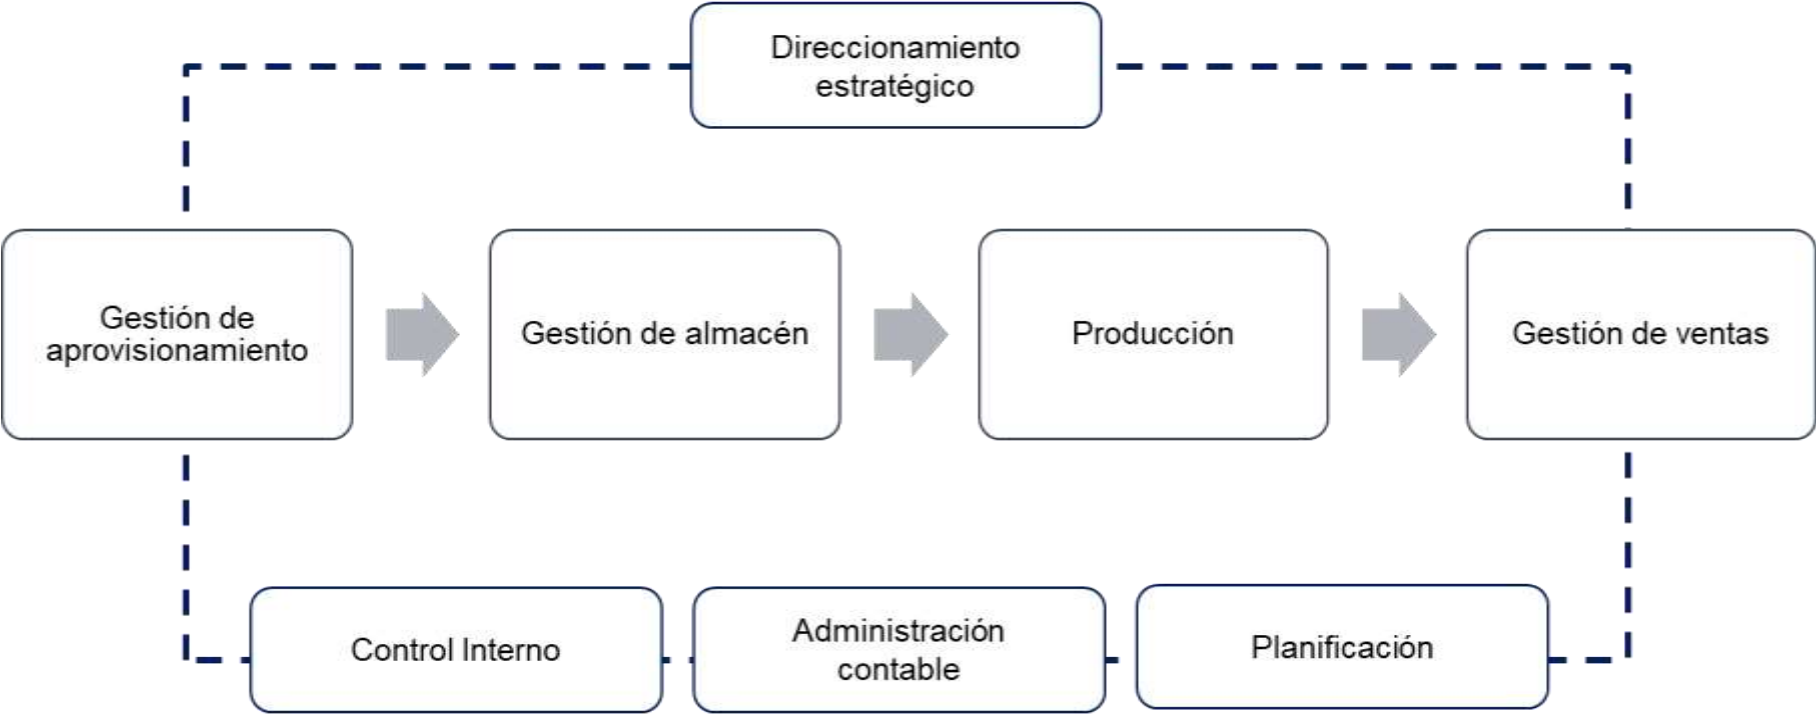 Direccionamiento
estratégico
Gestión de
aprovisionamiento
Gestión de almacén
Producción
Gestión de ventas
Control Interno
Administración
contable
Planificación